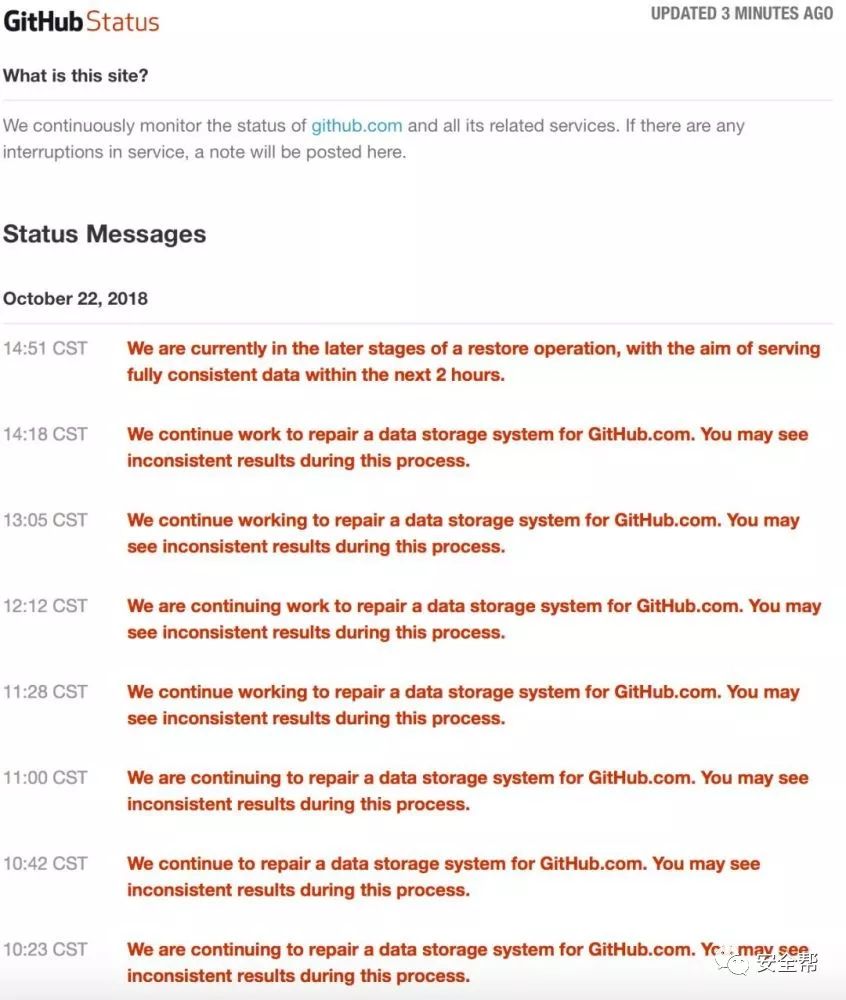 GitHub Status
UPDATED 3 MINUTES AGO
What is this site?
We continuously monitor the status of github.com and all its related services. If there are any
interruptions in service, a note will be posted here.
Status Messages
October 22, 2018
14:51 CST
We are currently in the later stages of a restore operation, with the aim of serving
fully consistent data within the next 2 hours.
14:18 CST
We continue work to repair a data storage system for GitHub.com. You may see
inconsistent results during this process.
13:05 CST
We continue working to repair a data storage system for GitHub.com. You may
see inconsistent results during this process.
12:12 CST
We are continuing work to repair a data storage system for GitHub.com. You may
see inconsistent results during this process.
11:28 CST
We continue working to repair a data storage system for GitHub.com. You may
see inconsistent results during this process.
11:00 CST
We are continuing to repair a data storage system for GitHub.com. You may see
inconsistent results during this process.
10:42 CST
We continue to repair a data storage system for GitHub.com. You may see
inconsistent results during this process.
10:23 CST
We are continuing to repair a data storage system for GitHub.com. You may see
inconsistent results during this process.
安全帮